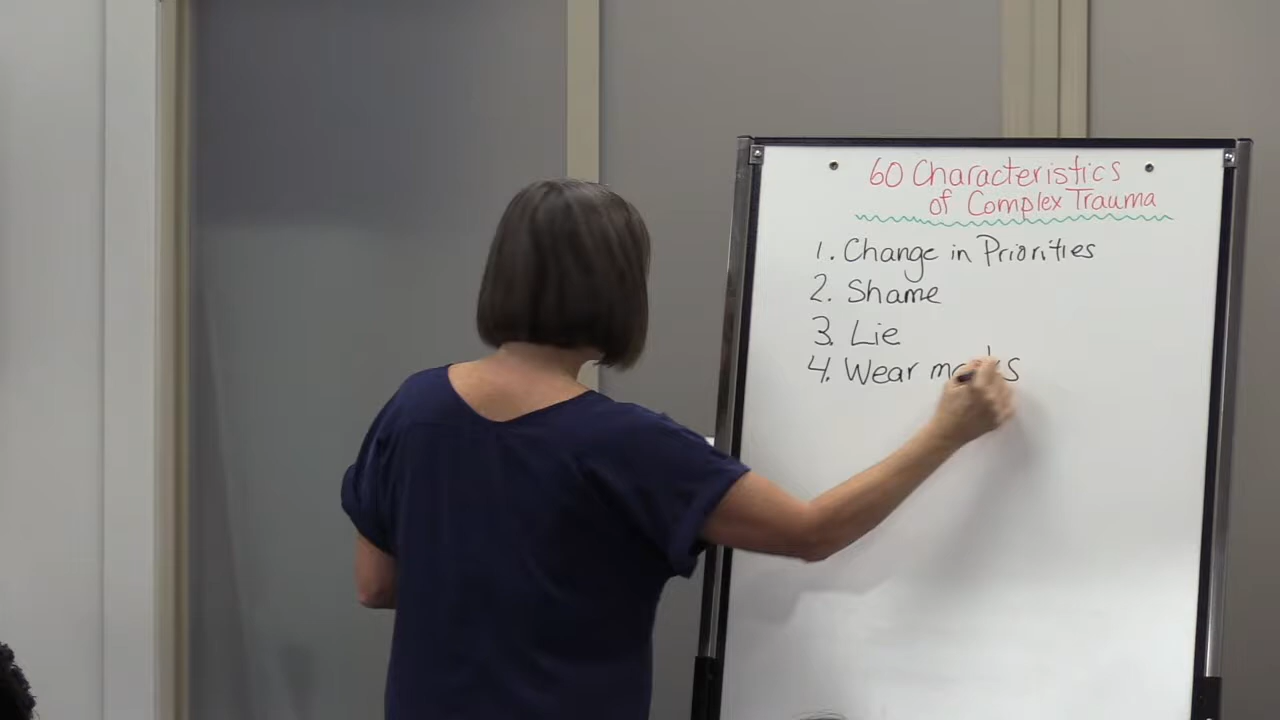 60 Characteristics
of Complex Trauma
1. Change in Priorities
2. Shame
3. Lie
4. Wear